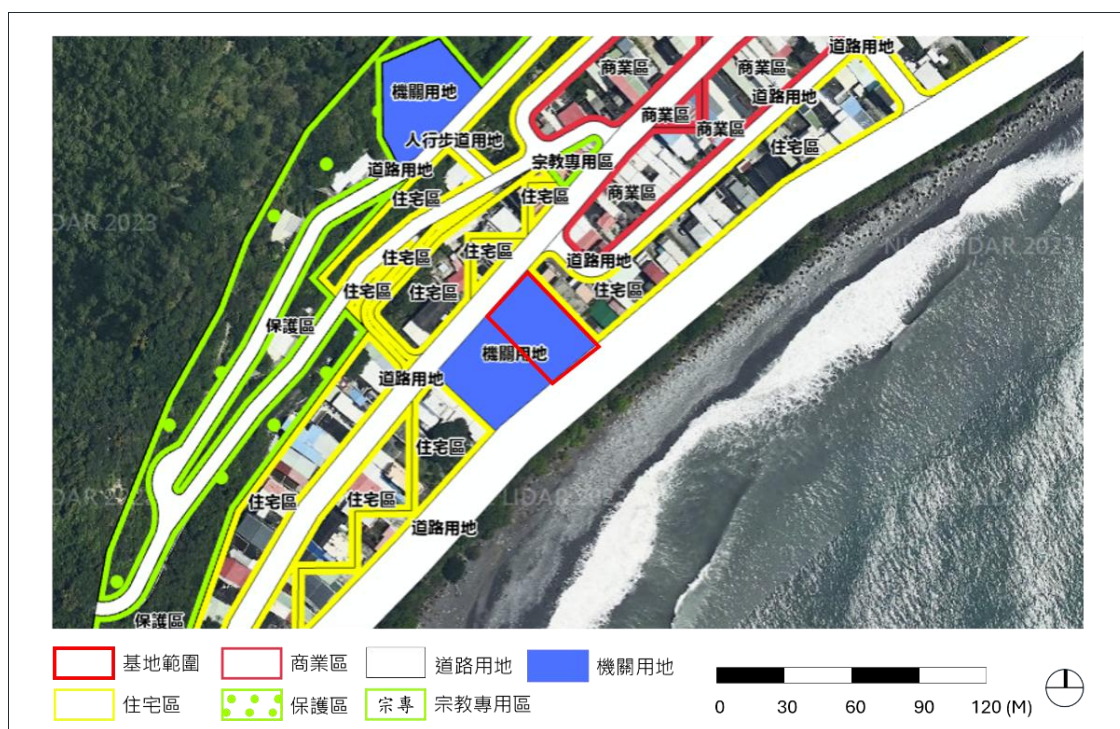 道路用地
商業區
商業區
機關用地
道路用地
商業區
人行步道用地
商業區
住宅區
宗教專用區
道路用地
住宅區
住宅區
商業區
LIDAR 2023
住宅區
住宅區
道路用地
住宅區
住宅區
住宅區
保護區
機關用地
道路用地
住宅區
住宅區
住宅區
道路用地
保護區
基地範圍
商業區
道路用地
機關用地
住宅區
保護區
宗專
宗教專用區
0 30 60 90 120 (M)